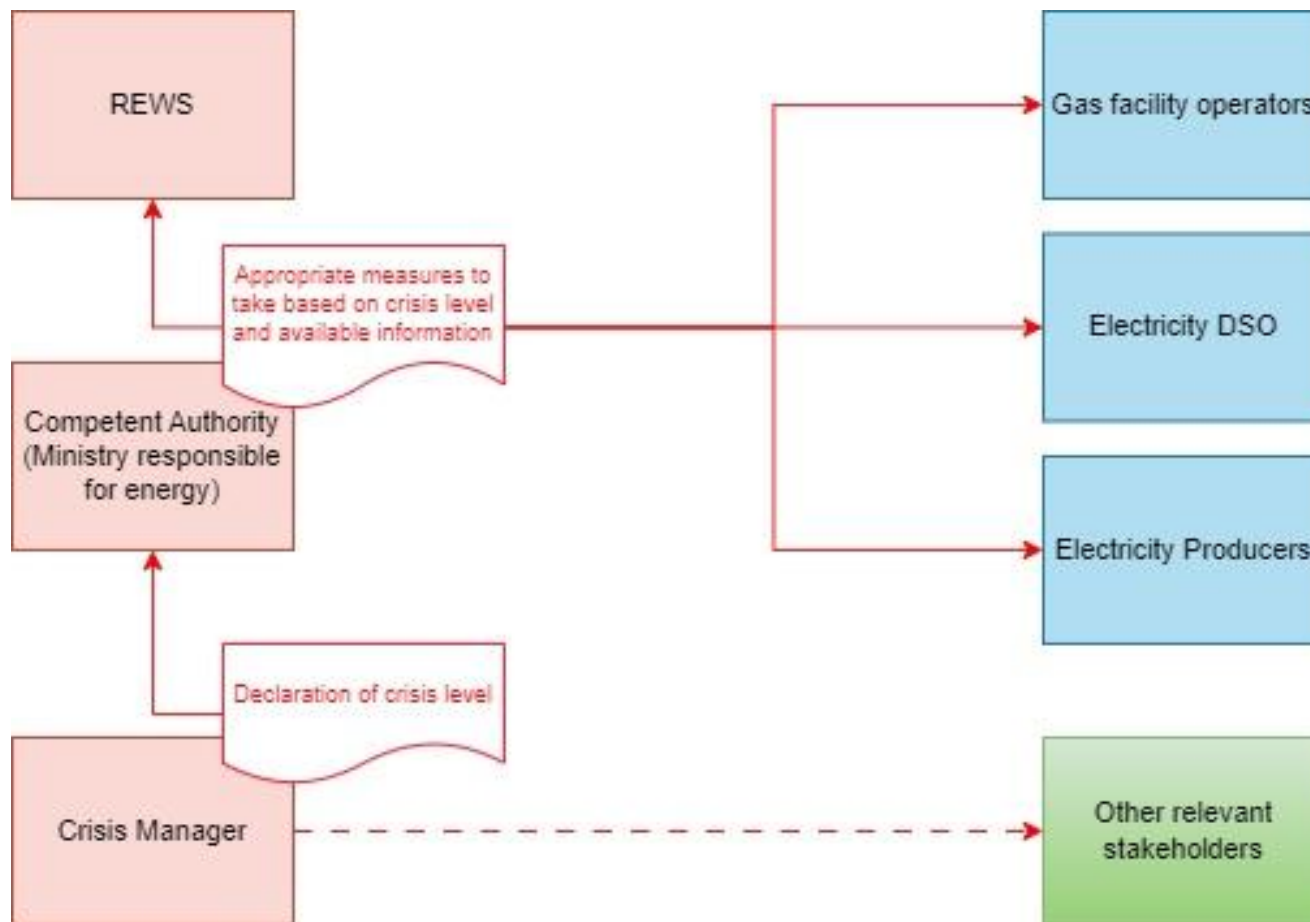 REWS
Gas facility operators
Appropriate measures to
take based on crisis level
and available information
Electricity DSO
Competent Authority
(Ministry responsible
for energy)
Electricity Producers
Declaration of crisis level
Crisis Manager
Other relevant
stakeholders